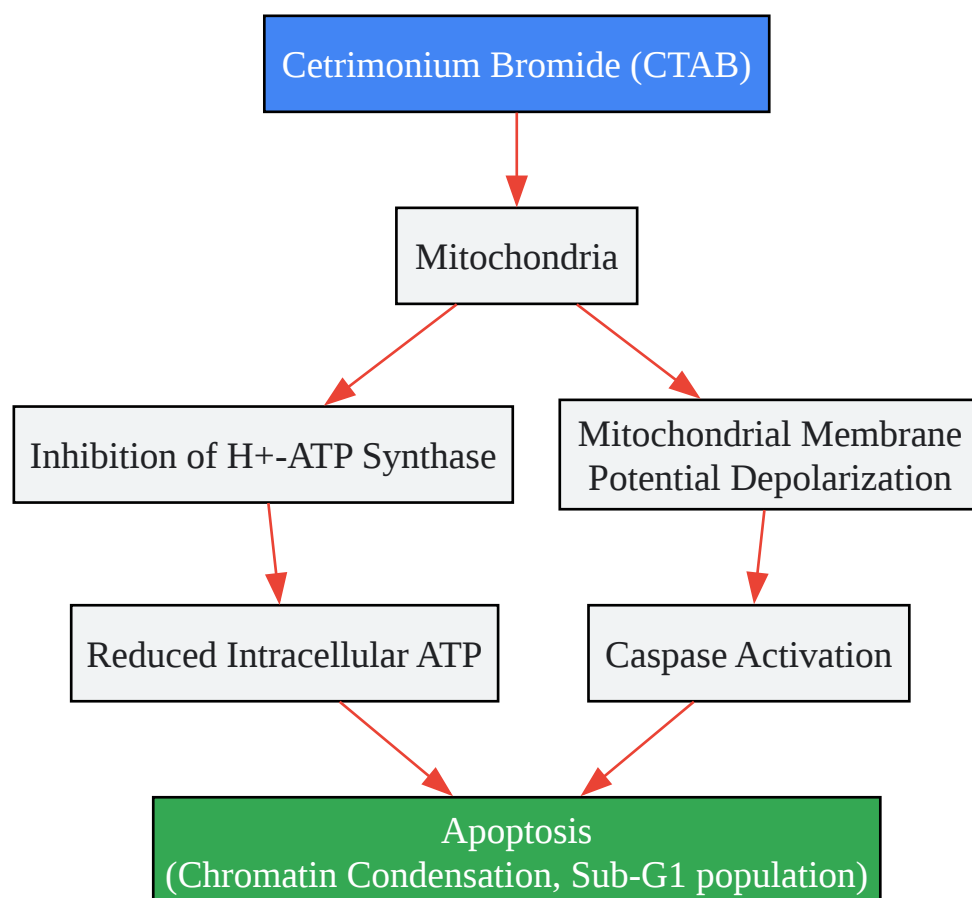 Cetrimonium Bromide (CTAB)
Mitochondria
Inhibition of H+-ATP Synthase
Mitochondrial Membrane
Potential Depolarization
Reduced Intracellular ATP
Caspase Activation
Apoptosis
(Chromatin Condensation, Sub-G1 population)